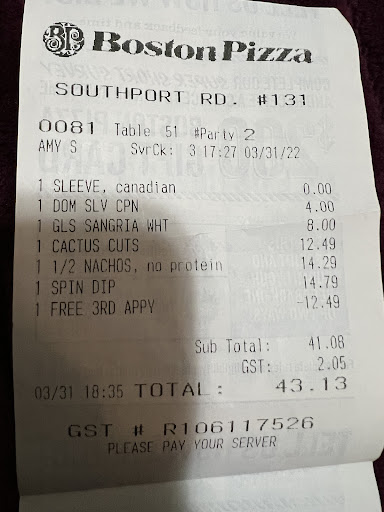 BP Boston Pizza
SOUTHPORT RD. #131
0081 Table 51 #Party 2
AMY S SvrCk: 3 17:27 03/31/22
1 SLEEVE, canadian 0.00
1 DOM SLV CPN 4.00
1 GLS SANGRIA WHT 8.00
1 CACTUS CUTS 12.49
1 1/2 NACHOS, no protein 14.29
1 SPIN DIP 14.79
1 FREE 3RD APPY -12.49
Sub Total: 41.08
GST: 2.05
03/31 18:35 TOTAL: 43.13
GST # R106117526
PLEASE PAY YOUR SERVER